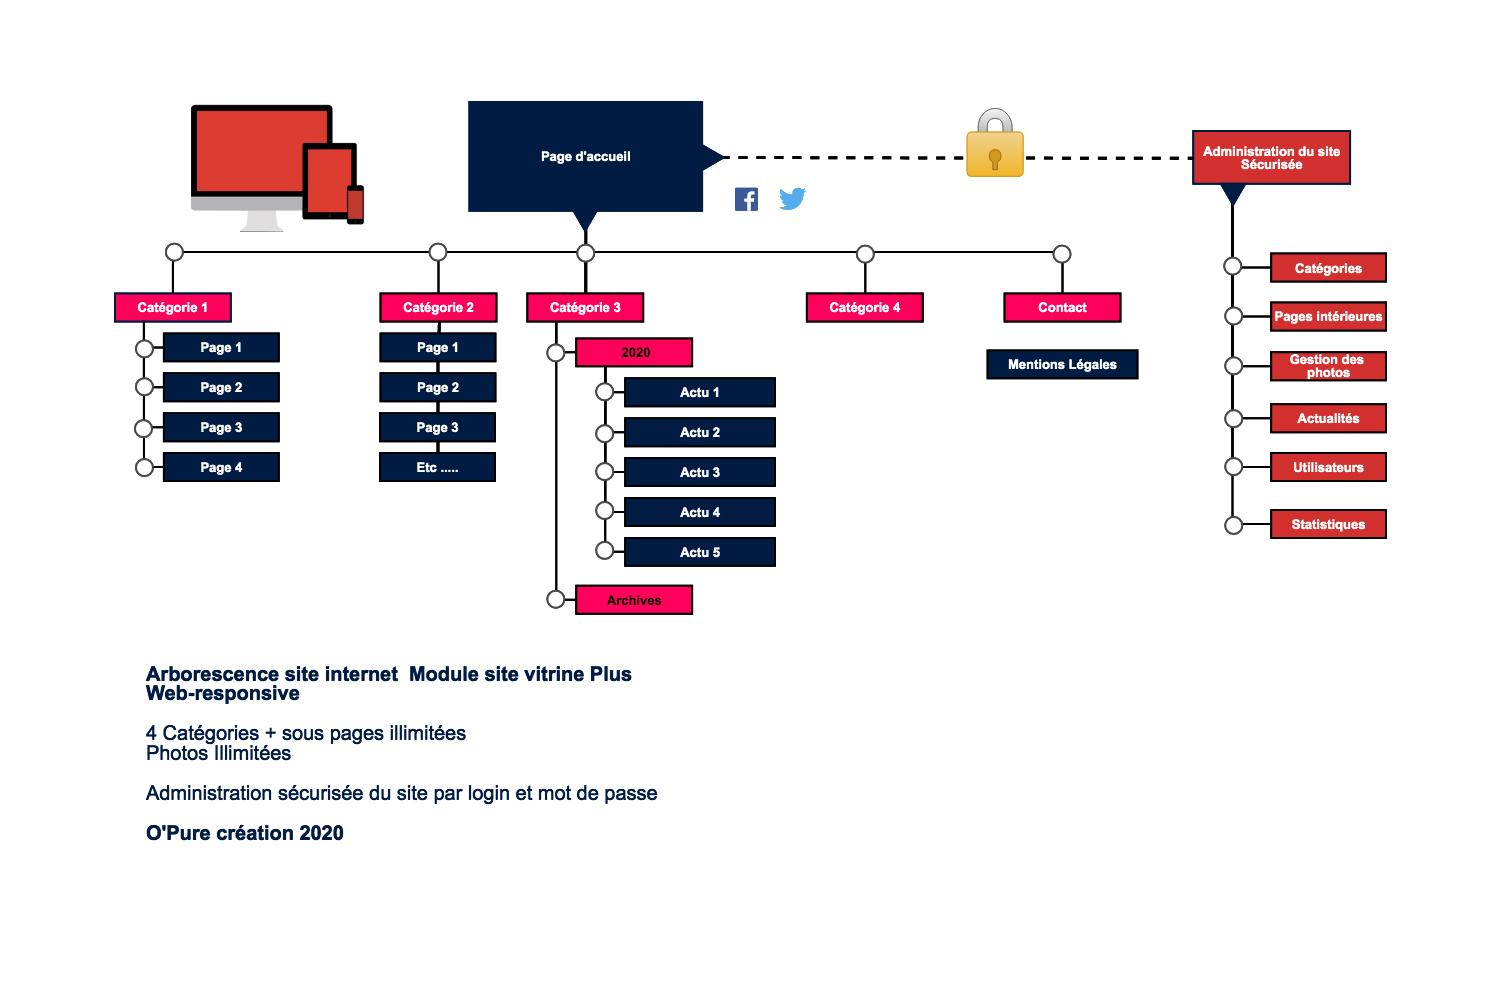 Page d'accueil
Administration du site
Sécurisée
Catégorie 1
Page 1
Page 2
Page 3
Page 4
Catégorie 2
Page 1
Page 2
Page 3
Etc .....
Catégorie 3
2020
Actu 1
Actu 2
Actu 3
Actu 4
Actu 5
Archives
Catégorie 4
Contact
Mentions Légales
Catégories
Pages intérieures
Gestion des
photos
Actualités
Utilisateurs
Statistiques
Arborescence site internet  Module site vitrine Plus
Web-responsive
4 Catégories + sous pages illimitées
Photos Illimitées
Administration sécurisée du site par login et mot de passe
O'Pure création 2020